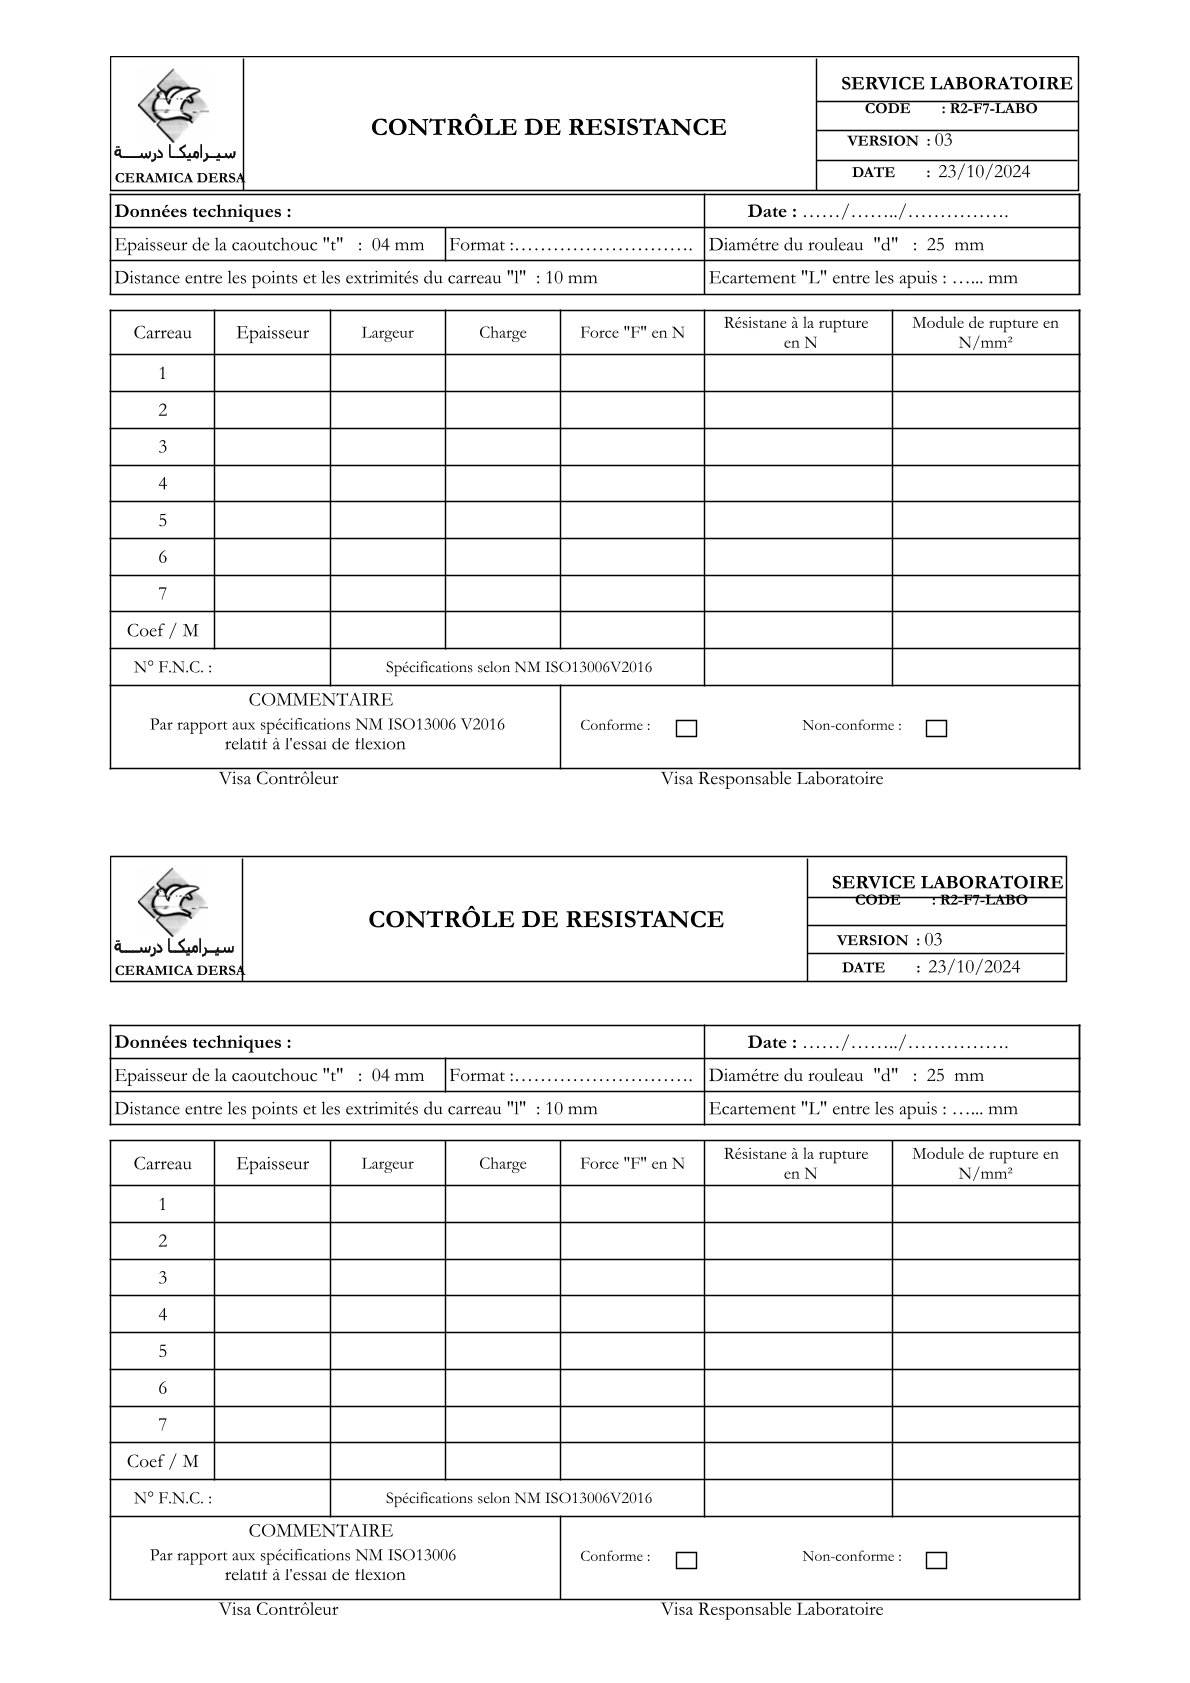 سيراميكا درسة
CERAMICA DERSA
CONTRÔLE DE RESISTANCE
SERVICE LABORATOIRE
CODE : R2-F7-LABO
VERSION : 03
DATE : 23/10/2024
Données techniques :
Date : ……/……../…………….
Epaisseur de la caoutchouc "t" : 04 mm
Format :……………………….
Diamétre du rouleau "d" : 25 mm
Distance entre les points et les extrimités du carreau "l" : 10 mm
Ecartement "L" entre les apuis : …... mm
Carreau Epaisseur Largeur Charge Force "F" en N Résistane à la rupture en N Module de rupture en N/mm²
1
2
3
4
5
6
7
Coef / M
N° F.N.C. :
Spécifications selon NM ISO13006V2016
COMMENTAIRE
Par rapport aux spécifications NM ISO13006 V2016
relatif à l'essai de flexion
Conforme :
Non-conforme :
Visa Contrôleur
Visa Responsable Laboratoire
سيراميكا درسة
CERAMICA DERSA
CONTRÔLE DE RESISTANCE
SERVICE LABORATOIRE
CODE : R2-F7-LABO
VERSION : 03
DATE : 23/10/2024
Données techniques :
Date : ……/……../…………….
Epaisseur de la caoutchouc "t" : 04 mm
Format :……………………….
Diamétre du rouleau "d" : 25 mm
Distance entre les points et les extrimités du carreau "l" : 10 mm
Ecartement "L" entre les apuis : …... mm
Carreau Epaisseur Largeur Charge Force "F" en N Résistane à la rupture en N Module de rupture en N/mm²
1
2
3
4
5
6
7
Coef / M
N° F.N.C. :
Spécifications selon NM ISO13006V2016
COMMENTAIRE
Par rapport aux spécifications NM ISO13006
relatif à l'essai de flexion
Conforme :
Non-conforme :
Visa Contrôleur
Visa Responsable Laboratoire